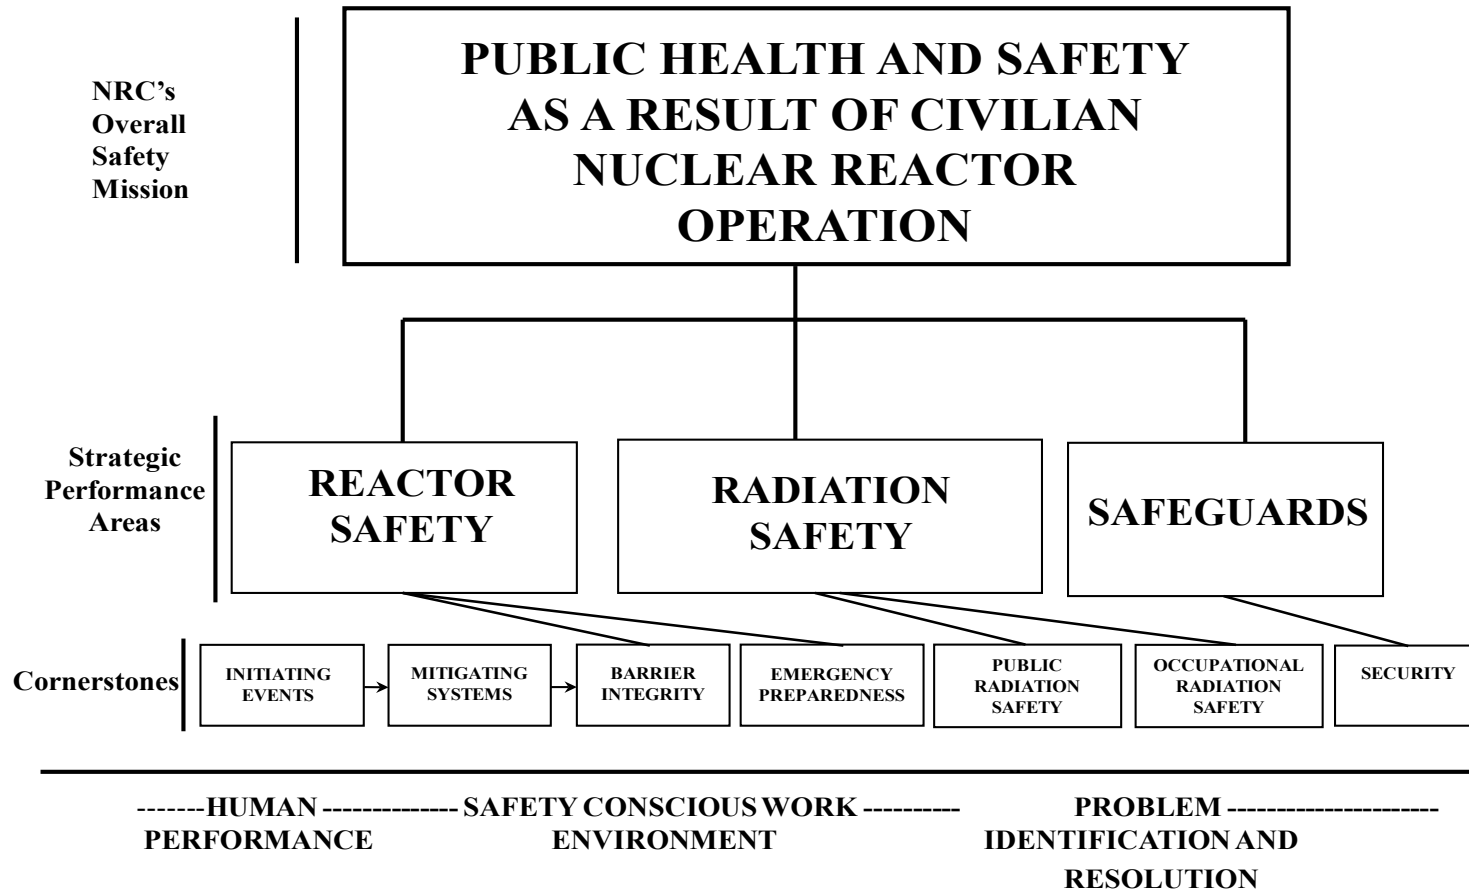 NRC's
Overall
Safety
Mission
PUBLIC HEALTH AND SAFETY
AS A RESULT OF CIVILIAN
NUCLEAR REACTOR
OPERATION
Strategic
Performance
Areas
REACTOR
SAFETY
RADIATION
SAFETY
SAFEGUARDS
Cornerstones
INITIATING
EVENTS
MITIGATING
SYSTEMS
BARRIER
INTEGRITY
EMERGENCY
PREPAREDNESS
PUBLIC
RADIATION
SAFETY
OCCUPATIONAL
RADIATION
SAFETY
SECURITY
-------HUMAN -------------- SAFETY CONSCIOUS WORK ---------- PROBLEM ----------------------
PERFORMANCE ENVIRONMENT IDENTIFICATION AND
RESOLUTION